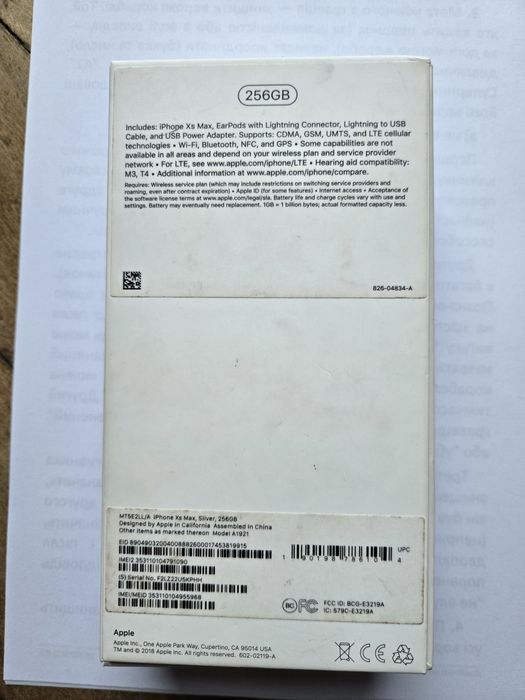 256GB
Includes: iPhone Xs Max, EarPods with Lightning Connector, Lightning to USB
Cable, and USB Power Adapter. Supports: CDMA, GSM, UMTS, and LTE cellular
technologies • Wi-Fi, Bluetooth, NFC, and GPS • Some capabilities are not
available in all areas and depend on your wireless plan and service provider
network • For LTE, see www.apple.com/iphone/LTE • Hearing aid compatibility:
M3, T4 • Additional information at www.apple.com/iphone/compare.
Requires: Wireless service plan (which may include restrictions on switching service providers and
roaming, even after contract expiration) • Apple ID (for some features) • Internet access • Acceptance of
the software license terms at www.apple.com/legal/sla. Battery life and charge cycles vary with use and
settings. Battery may eventually need replacement. 1GB = 1 billion bytes; actual formatted capacity less.
826-04834-A
MT5E2LL/A iPhone Xs Max, Silver, 256GB
Designed by Apple in California Assembled in China
Other items as marked thereon Model A1921
EID 89049032004008882600017453819915
IMEI2 353110104791090
(S) Serial No. F2LZ22U5KPHH
IMEI/MEID 353110104955968
UPC
1 90198 78610 4
FCC ID: BCG-E3219A
IC: 579C-E3219A
Apple
Apple Inc., One Apple Park Way, Cupertino, CA 95014 USA
TM and © 2018 Apple Inc. All rights reserved. 602-02119-A